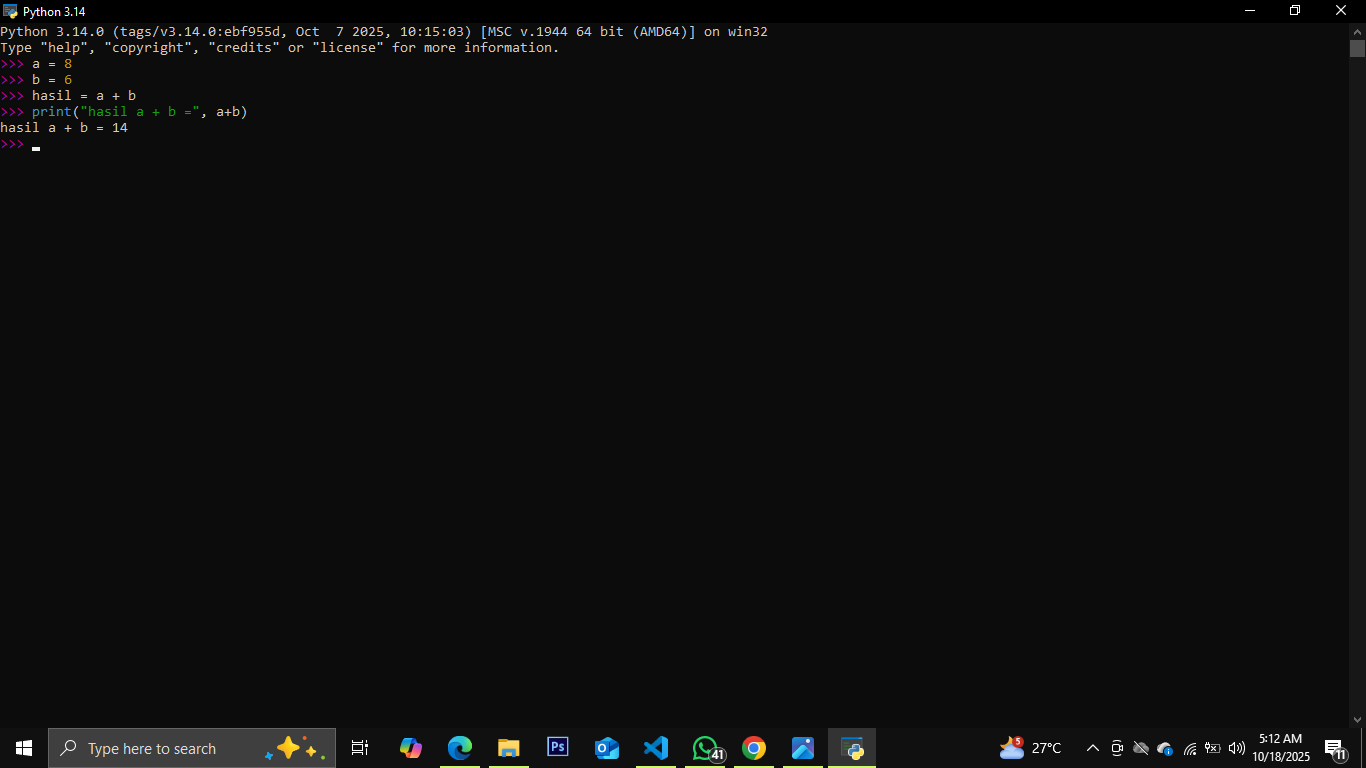 Python 3.14
Python 3.14.0 (tags/v3.14.0:ebf955d, Oct  7 2025, 10:15:03) [MSC v.1944 64 bit (AMD64)] on win32
Type "help", "copyright", "credits" or "license" for more information.
>>> a = 8
>>> b = 6
>>> hasil = a + b
>>> print("hasil a + b =", a+b)
hasil a + b = 14
>>>
Type here to search
Ps
41
5
27°C
5:12 AM
10/18/2025
11